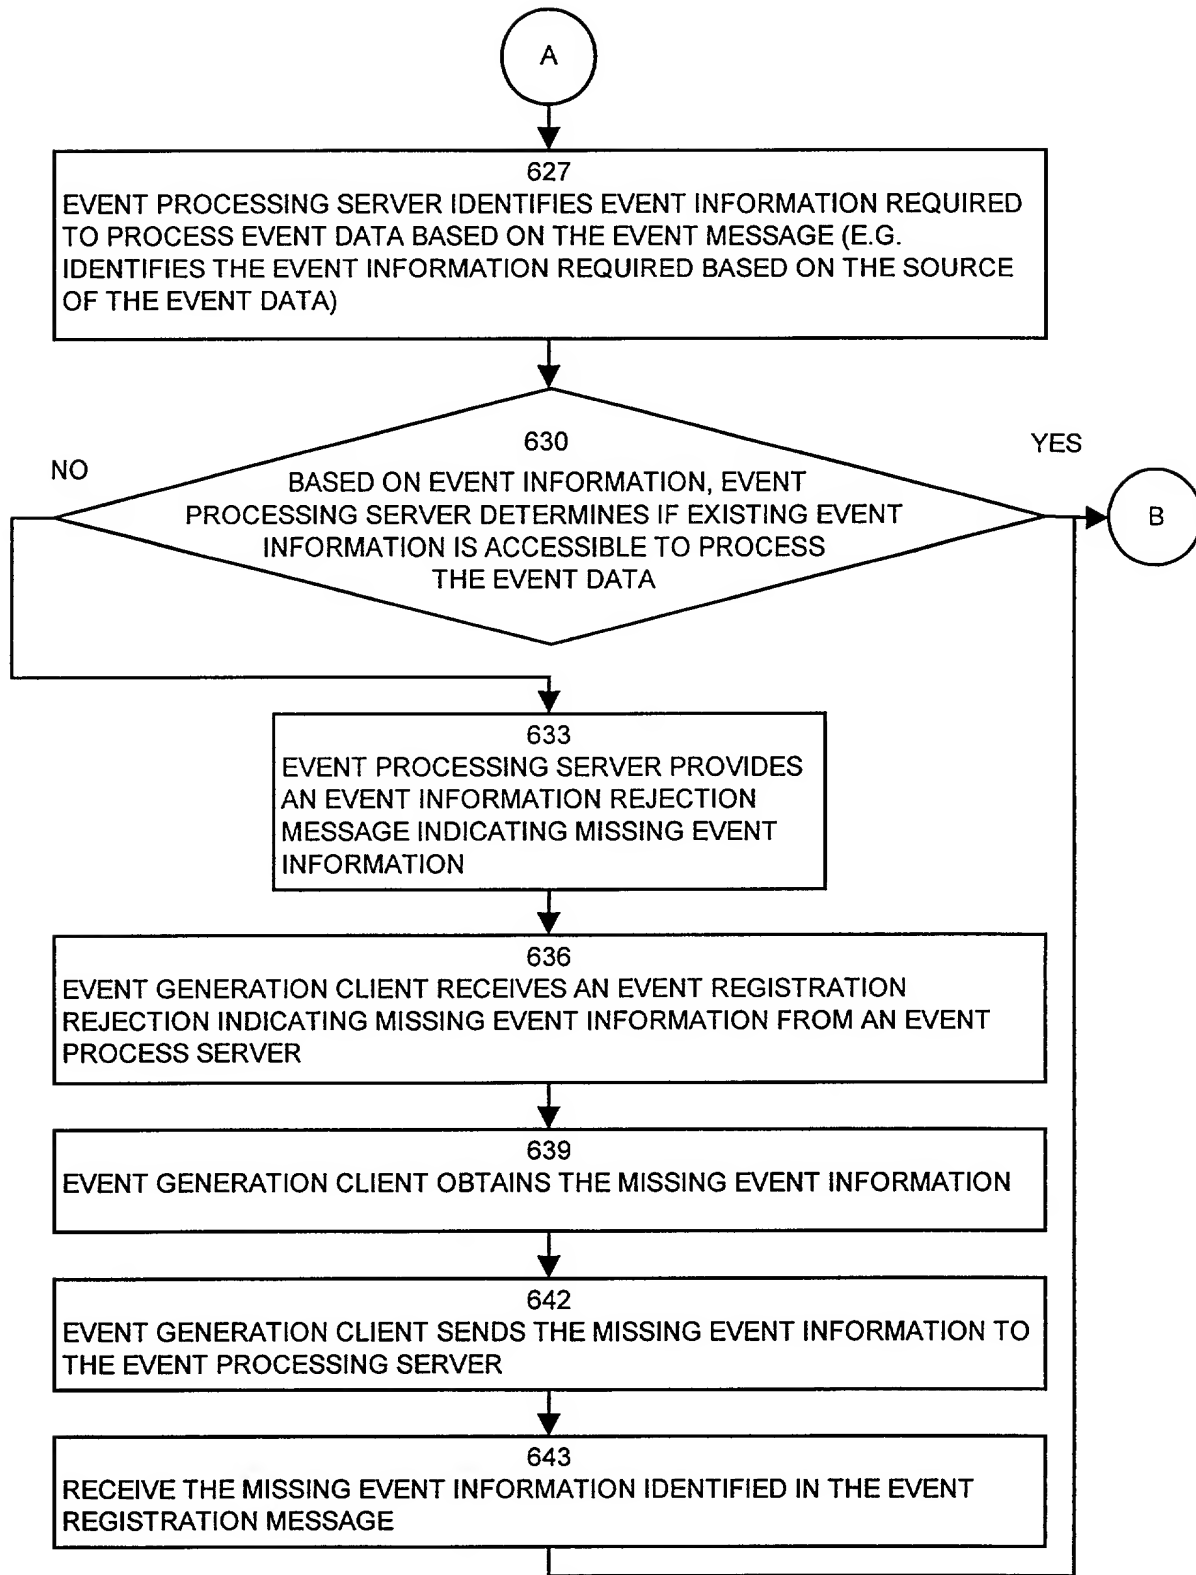 A
627
EVENT PROCESSING SERVER IDENTIFIES EVENT INFORMATION REQUIRED
TO PROCESS EVENT DATA BASED ON THE EVENT MESSAGE (E.G.
IDENTIFIES THE EVENT INFORMATION REQUIRED BASED ON THE SOURCE
OF THE EVENT DATA)
630
BASED ON EVENT INFORMATION, EVENT
PROCESSING SERVER DETERMINES IF EXISTING EVENT
INFORMATION IS ACCESSIBLE TO PROCESS
THE EVENT DATA
NO
YES
B
633
EVENT PROCESSING SERVER PROVIDES
AN EVENT INFORMATION REJECTION
MESSAGE INDICATING MISSING EVENT
INFORMATION
636
EVENT GENERATION CLIENT RECEIVES AN EVENT REGISTRATION
REJECTION INDICATING MISSING EVENT INFORMATION FROM AN EVENT
PROCESS SERVER
639
EVENT GENERATION CLIENT OBTAINS THE MISSING EVENT INFORMATION
642
EVENT GENERATION CLIENT SENDS THE MISSING EVENT INFORMATION TO
THE EVENT PROCESSING SERVER
643
RECEIVE THE MISSING EVENT INFORMATION IDENTIFIED IN THE EVENT
REGISTRATION MESSAGE